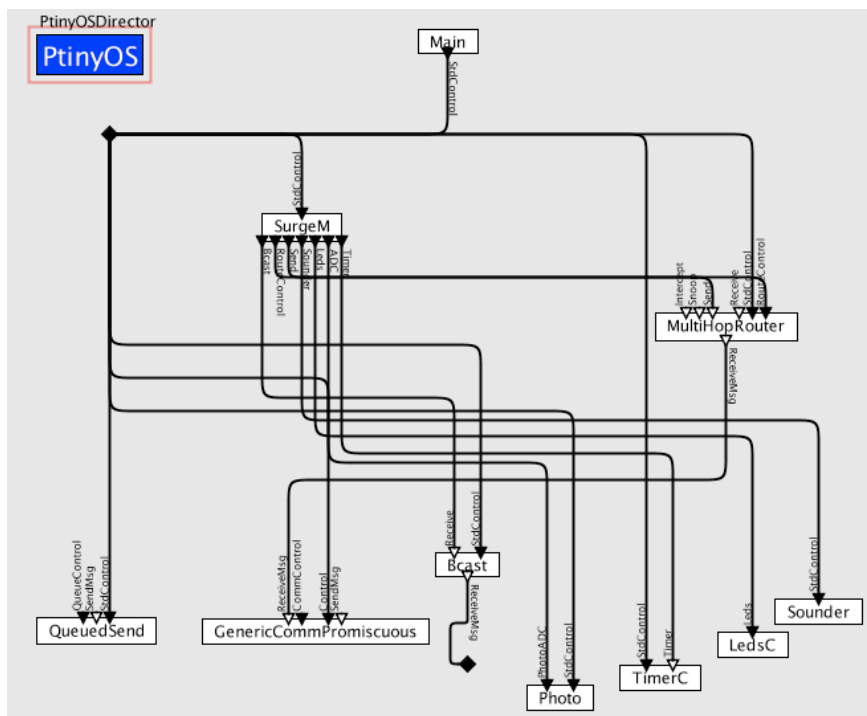 PtinyOSDirector
PtinyOS
Main
StdControl
StdControl
SurgeM
Bcast
RouteControl
Send
Sounder
Leds
ADC
Timer
Intercept
Snoop
Send
Receive
StdControl
RouteControl
MultiHopRouter
ReceiveMsg
QueueControl
SendMsg
StdControl
QueuedSend
ReceiveMsg
CommControl
Control
SendMsg
GenericCommPromiscuous
Receive
StdControl
Bcast
ReceiveMsg
PhotoADC
StdControl
Photo
StdControl
Timer
TimerC
Leds
LedsC
StdControl
Sounder